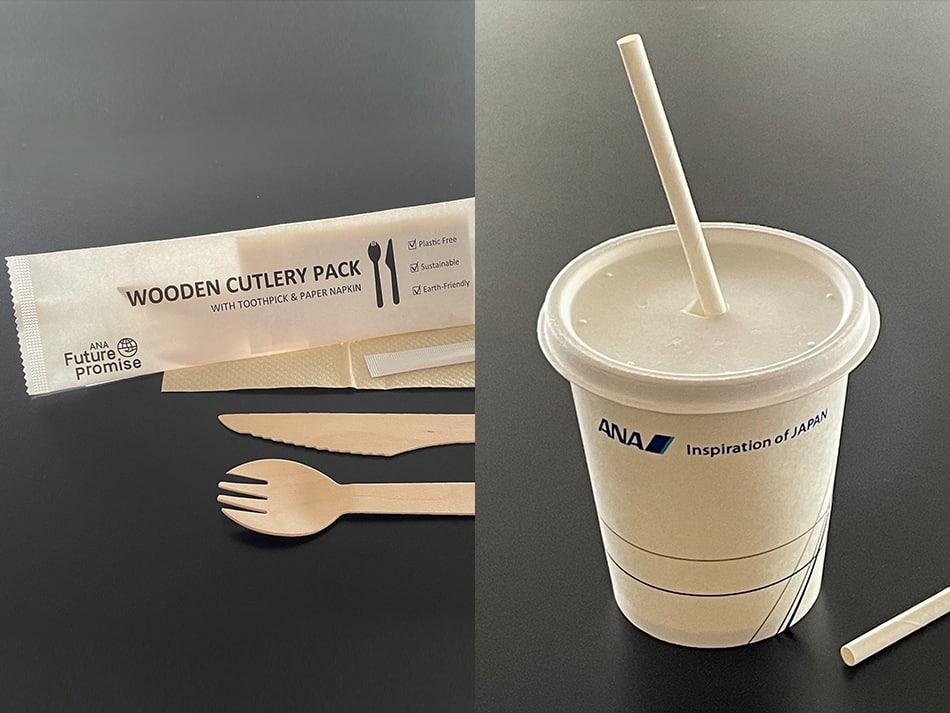 WOODEN CUTLERY PACK
WITH TOOTHPICK & PAPER NAPKIN
Plastic Free
Sustainable
Earth-Friendly
ANA
Future
Promise
ANA Inspiration of JAPAN